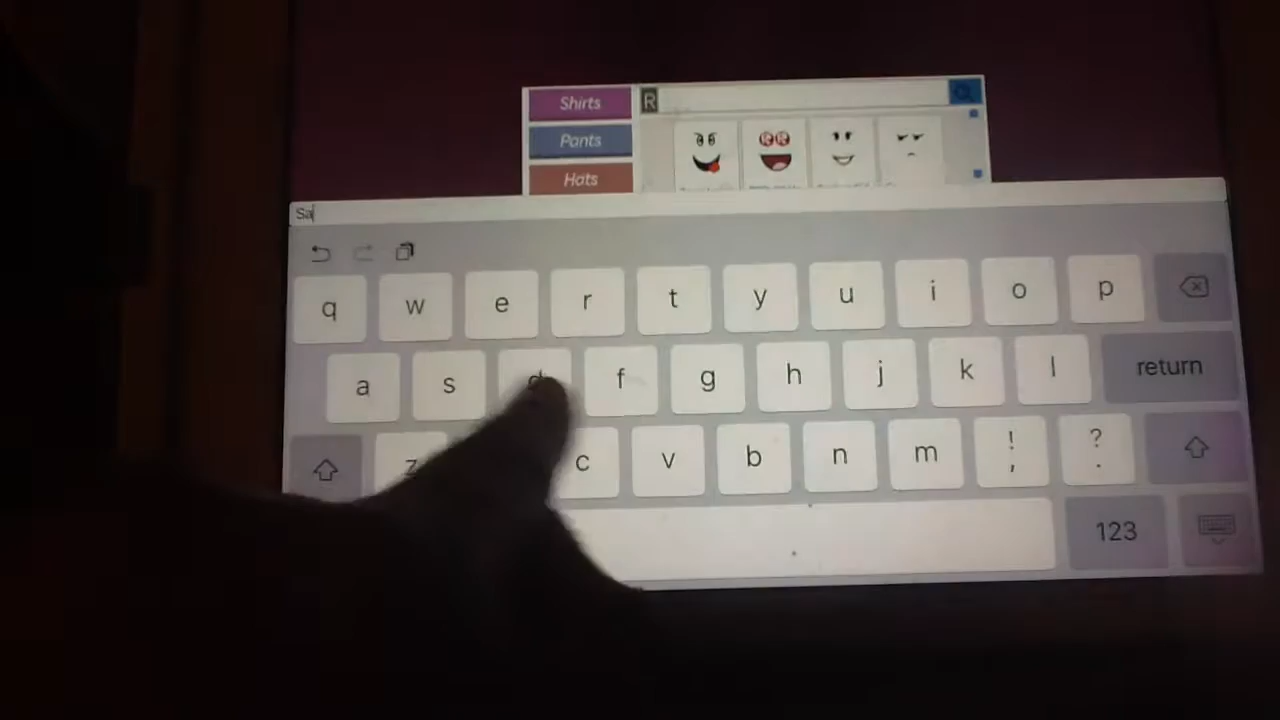 Shirts
R
Pants
Hats
Sa
q w e r t y u i o p
a s d f g h j k l return
z c v b n m ! , ? .
123